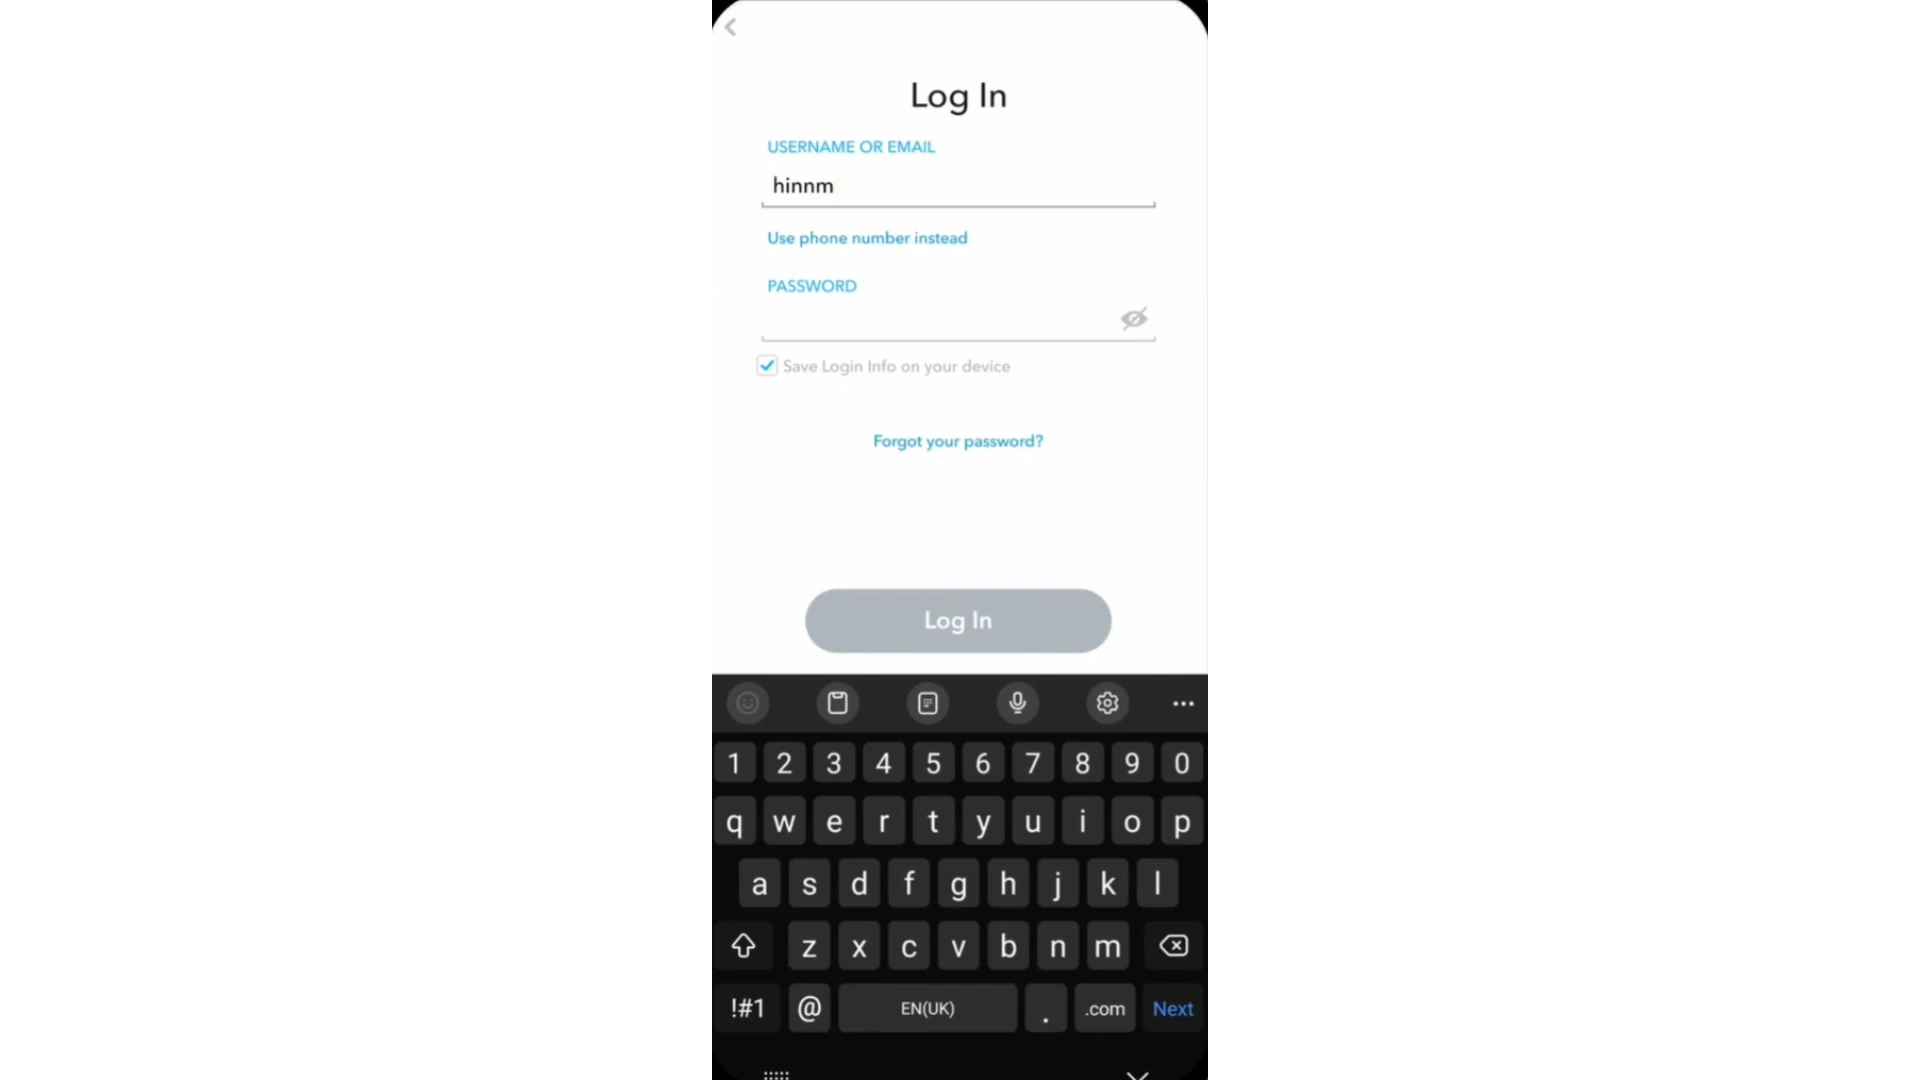 Log In
USERNAME OR EMAIL
hinnm
Use phone number instead
PASSWORD
Save Login Info on your device
Forgot your password?
Log In
1 2 3 4 5 6 7 8 9 0
q w e r t y u i o p
a s d f g h j k l
z x c v b n m
!#1 @ EN(UK) . .com Next